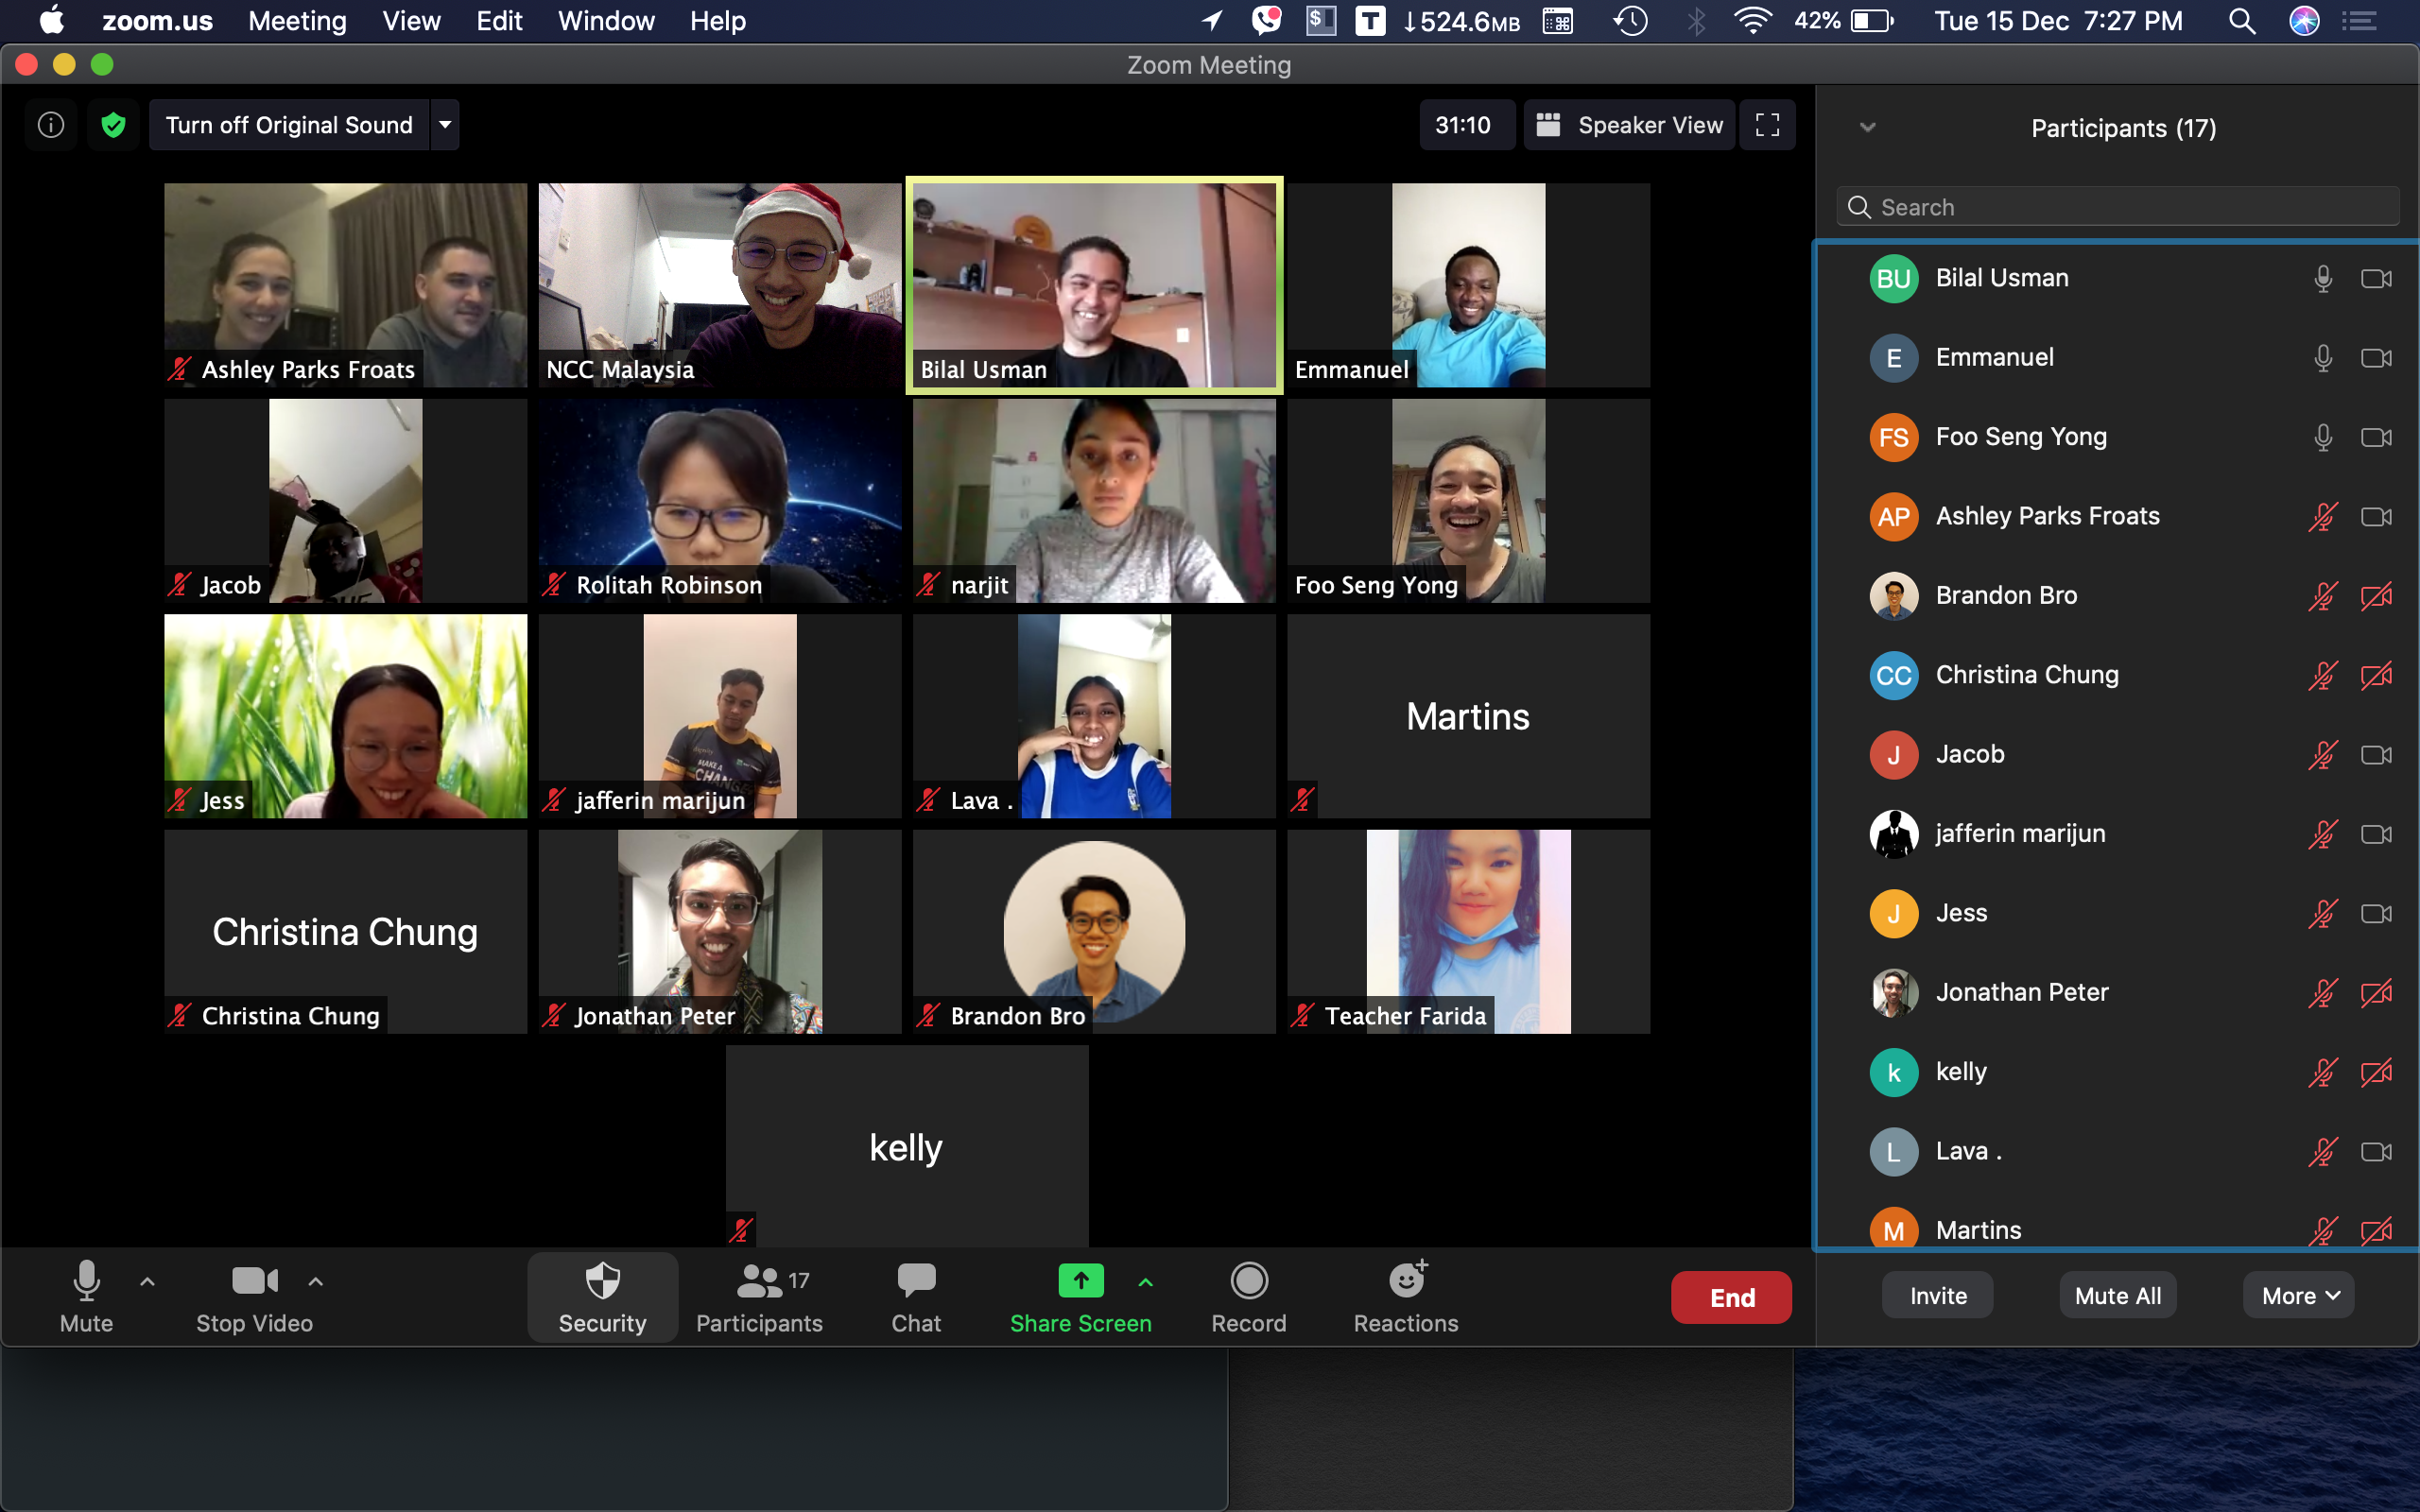 zoom.us Meeting View Edit Window Help $ T ↓524.6MB 42% Tue 15 Dec 7:27 PM
Zoom Meeting
Turn off Original Sound
31:10 Speaker View
Ashley Parks Froats
NCC Malaysia
Bilal Usman
Emmanuel
Jacob
Rolitah Robinson
narjit
Foo Seng Yong
MAKE A
CHANGE
Jess
jafferin marijun
Lava .
Martins
Christina Chung
Christina Chung
Jonathan Peter
Brandon Bro
Teacher Farida
kelly
Mute
Stop Video
Security
17
Participants
Chat
Share Screen
Record
Reactions
End
Participants (17)
Search
BU Bilal Usman
E Emmanuel
FS Foo Seng Yong
AP Ashley Parks Froats
Brandon Bro
CC Christina Chung
J Jacob
jafferin marijun
J Jess
Jonathan Peter
k kelly
L Lava .
M Martins
Invite
Mute All
More